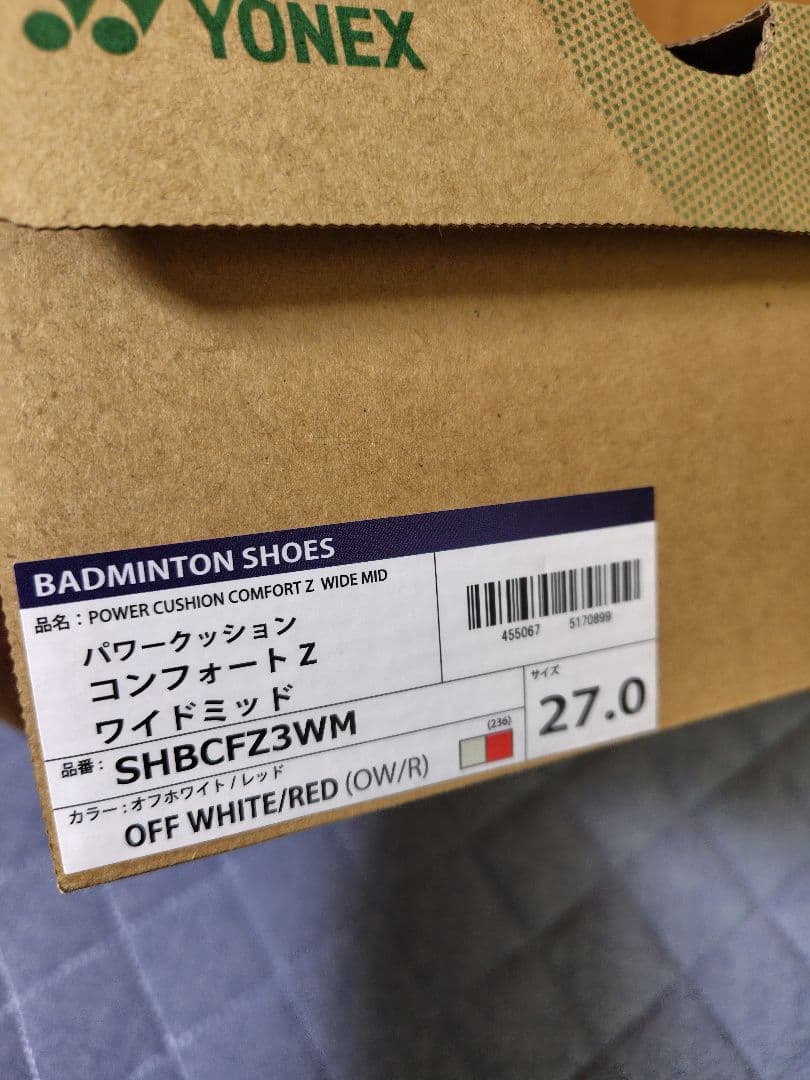 YONEX
BADMINTON SHOES
品名：POWER CUSHION COMFORT Z WIDE MID
パワークッション
コンフォート Z
ワイドミッド
455067 5170899
品番：SHBCFZ3WM
サイズ
27.0
カラー：オフホワイト / レッド
(236)
OFF WHITE/RED (OW/R)